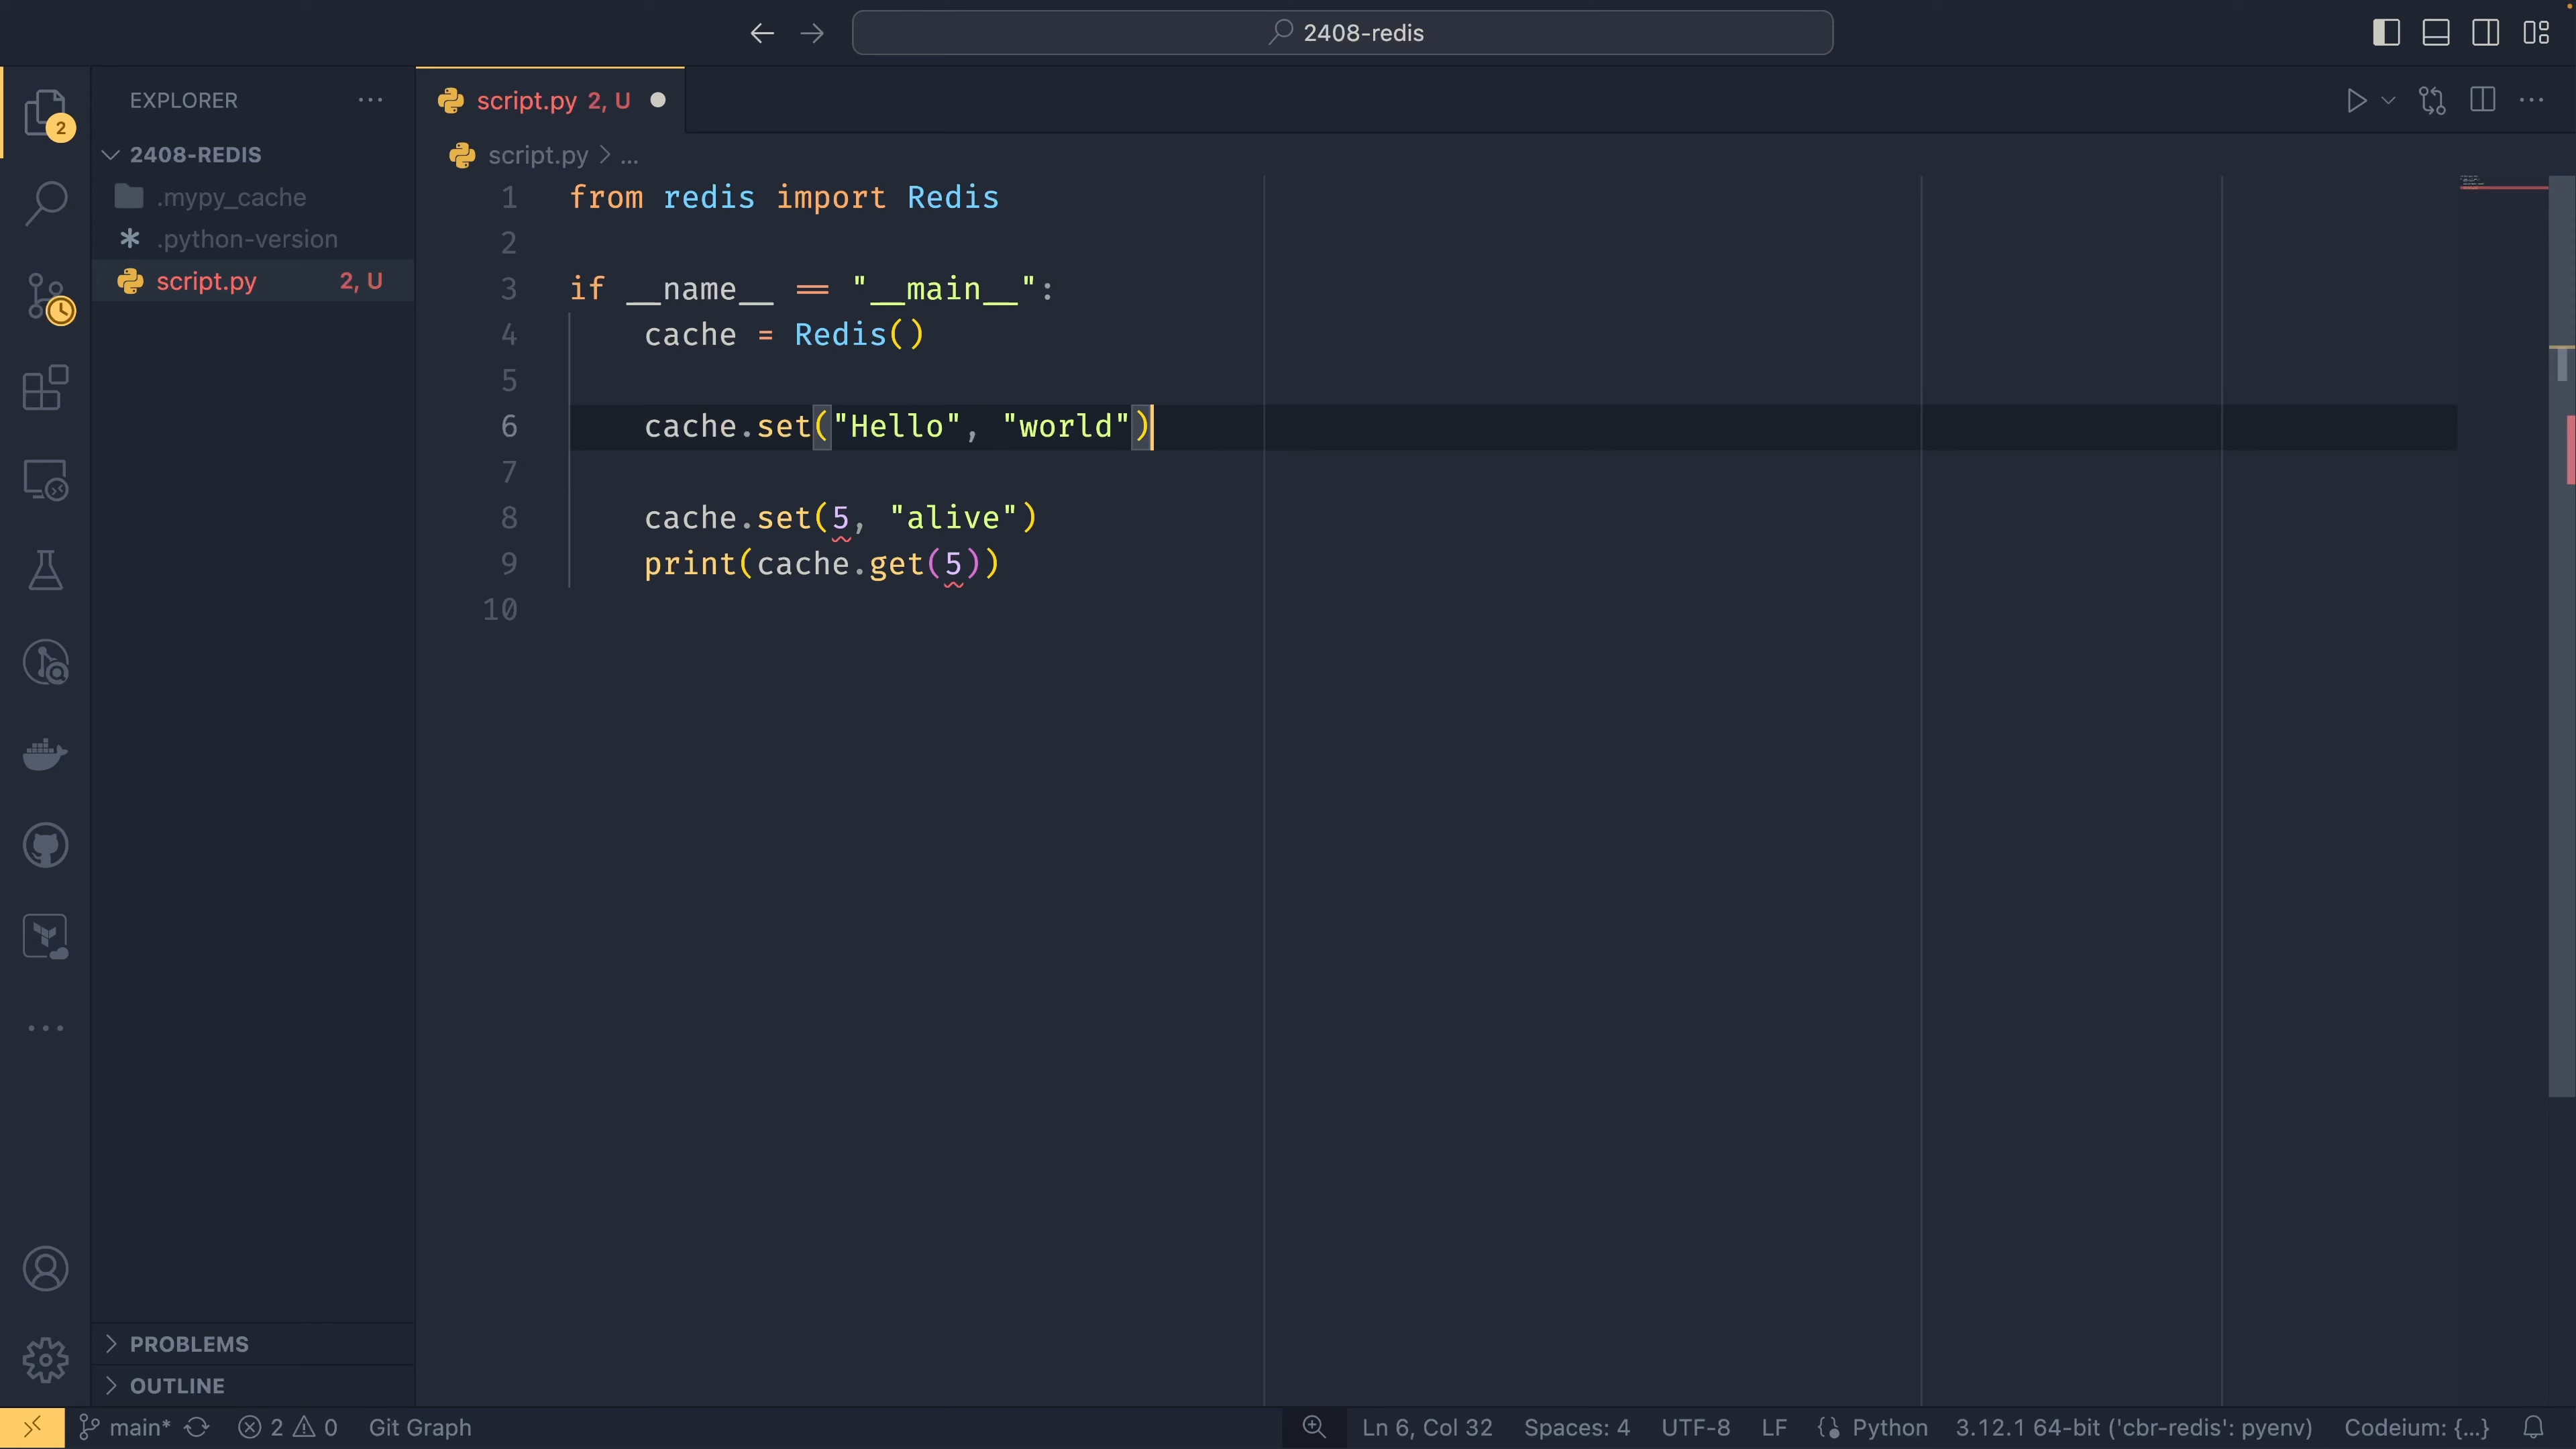 2408-redis
EXPLORER
script.py 2, U
2
2408-REDIS
script.py > ...
.mypy_cache
.python-version
script.py 2, U
1 from redis import Redis
2
3 if __name__ == "__main__":
4 cache = Redis()
5
6 cache.set("Hello", "world")
7
8 cache.set(5, "alive")
9 print(cache.get(5))
10
PROBLEMS
OUTLINE
main* 2 0 Git Graph Ln 6, Col 32 Spaces: 4 UTF-8 LF Python 3.12.1 64-bit ('cbr-redis': pyenv) Codeium: {...}